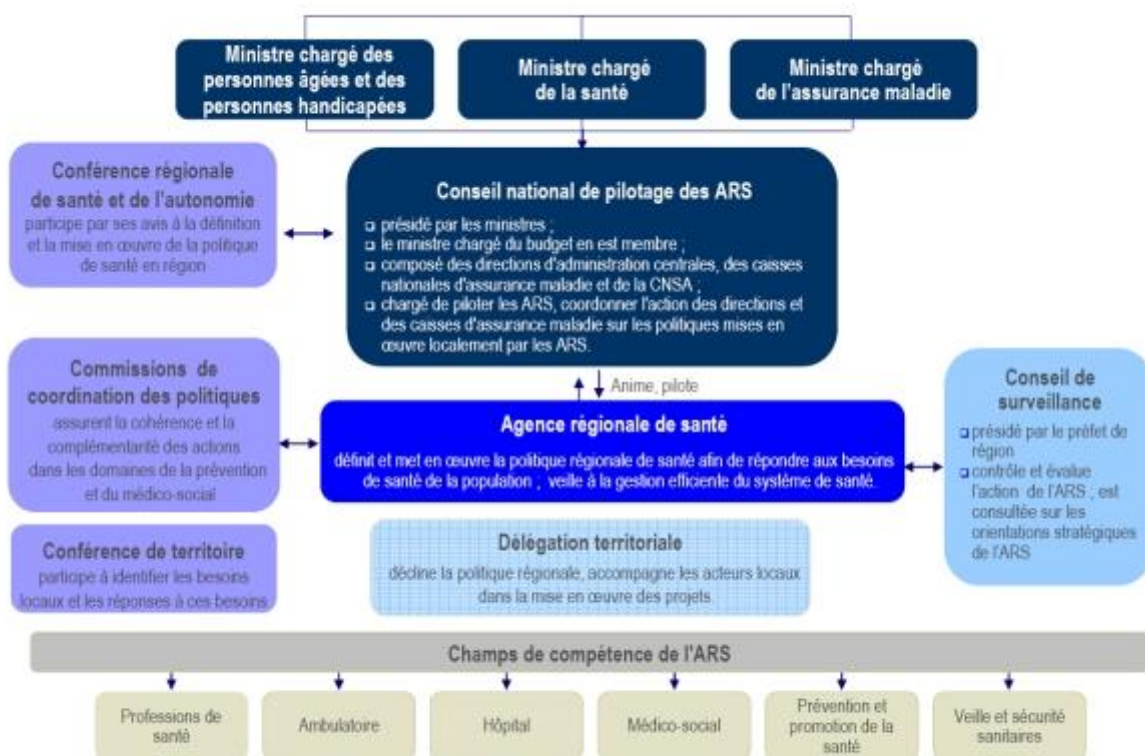 Ministre chargé des
personnes âgées et des
personnes handicapées
Ministre chargé
de la santé
Ministre chargé
de l'assurance maladie
Conférence régionale
de santé et de l'autonomie
participe par ses avis à la définition
et la mise en œuvre de la politique
de santé en région
Conseil national de pilotage des ARS
présidé par les ministres ;
le ministre chargé du budget en est membre ;
composé des directions d'administration centrales, des caisses
nationales d'assurance maladie et de la CNSA ;
chargé de piloter les ARS, coordonner l'action des directions et
des caisses d'assurance maladie sur les politiques mises en
œuvre localement par les ARS.
Anime, pilote
Commissions de
coordination des politiques
assurent la cohérence et la
complémentarité des actions
dans les domaines de la prévention
et du médico-social
Agence régionale de santé
définit et met en œuvre la politique régionale de santé afin de répondre aux besoins
de santé de la population ; veille à la gestion efficiente du système de santé.
Conseil de
surveillance
présidé par le préfet de
région
contrôle et évalue
l'action de l'ARS ; est
consultée sur les
orientations stratégiques
de l'ARS
Conférence de territoire
participe à identifier les besoins
locaux et les réponses à ces besoins
Délégation territoriale
décline la politique régionale, accompagne les acteurs locaux
dans la mise en œuvre des projets.
Champs de compétence de l'ARS
Professions de
santé
Ambulatoire
Hôpital
Médico-social
Prévention et
promotion de la
santé
Veille et sécurité
sanitaires